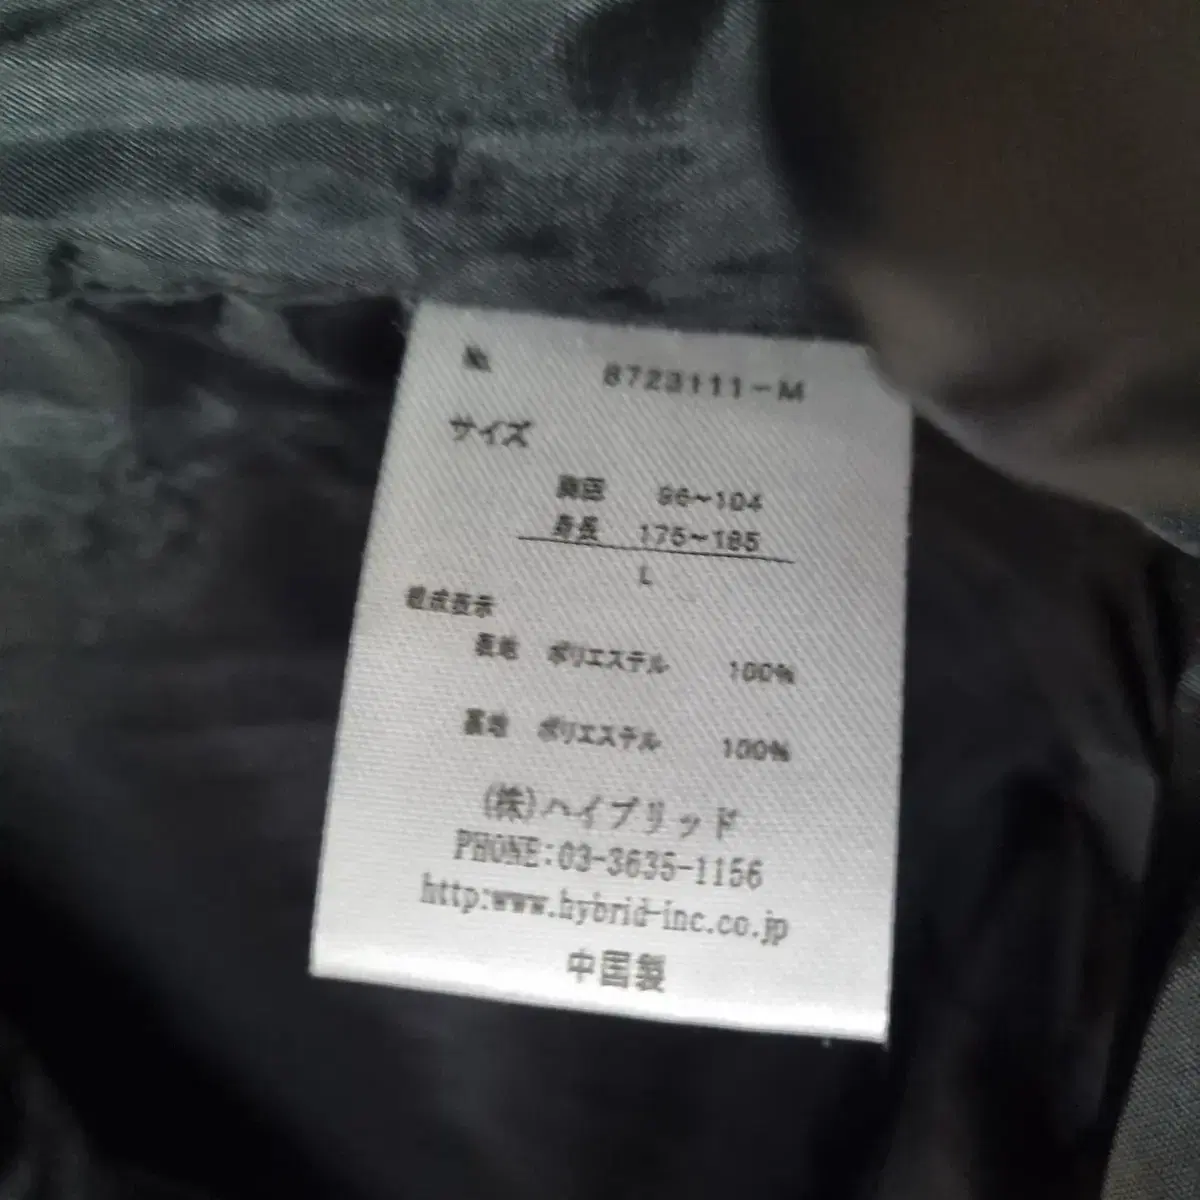 № 8723111-M
サイズ
胸囲 96~104
身長 175~185
L
組成表示
表地 ポリエステル 100%
裏地 ポリエステル 100%
(株)ハイブリッド
PHONE:03-3635-1156
http:www.hybrid-inc.co.jp
中国製